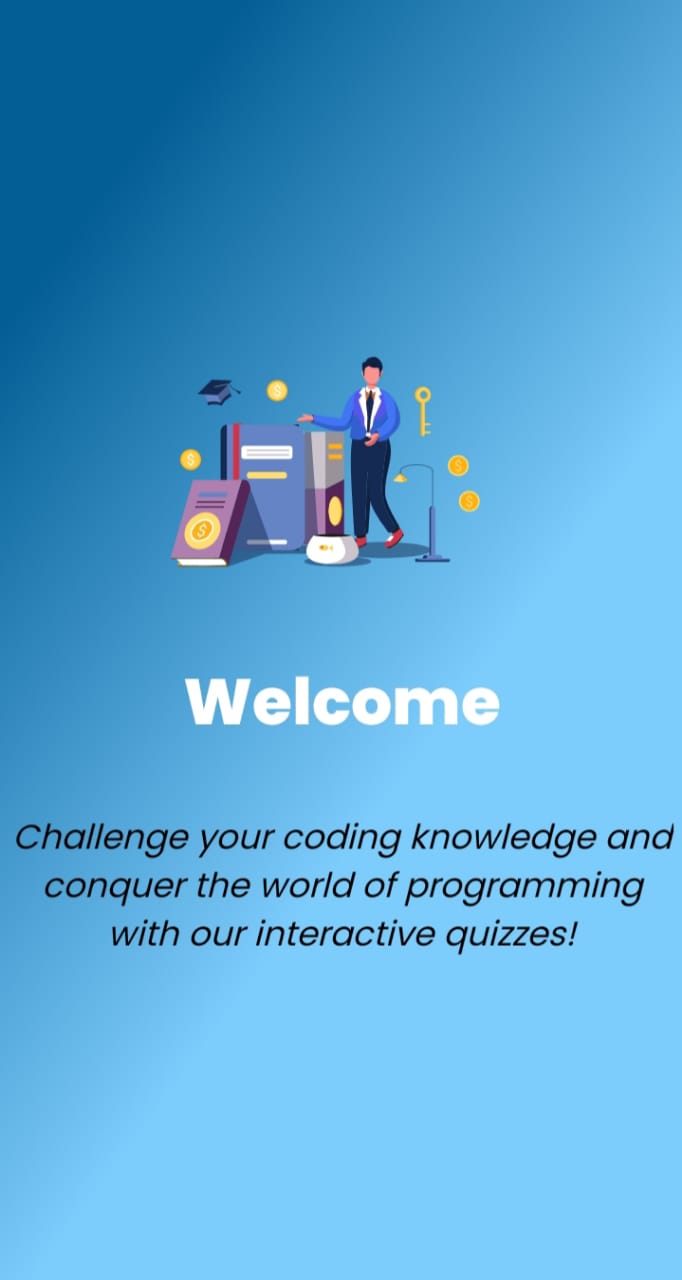 Welcome
Challenge your coding knowledge and
conquer the world of programming
with our interactive quizzes!